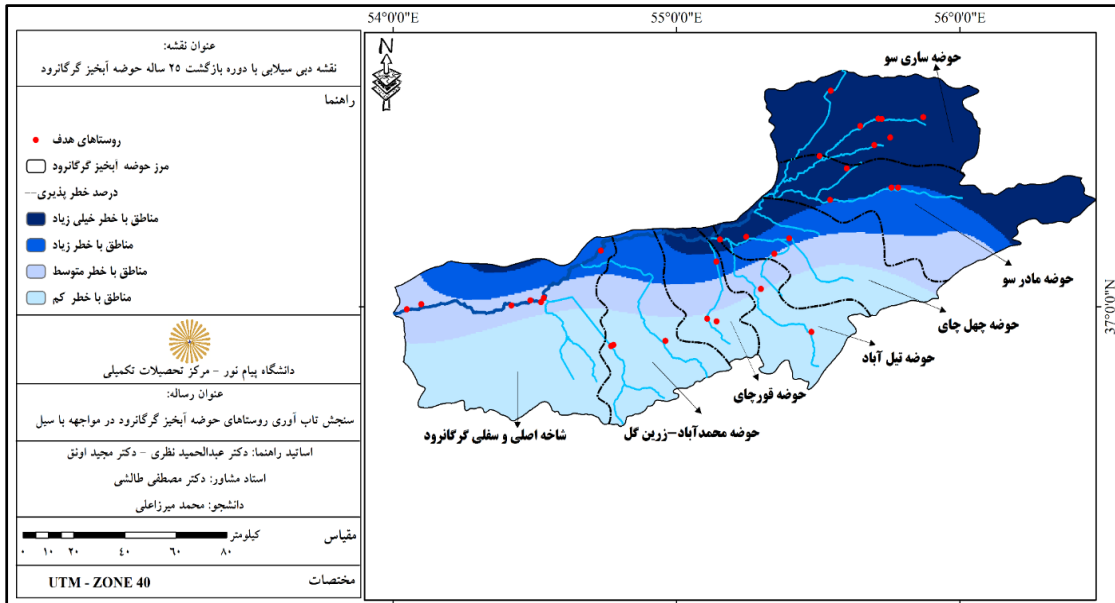 عنوان نقشه:
نقشه دبی سیلابی با دوره بازگشت ۲۵ ساله حوضه آبخیز گرگانرود
راهنما
روستاهای هدف
مرز حوضه آبخیز گرگانرود
درصد خطر پذیری
مناطق با خطر خیلی زیاد
مناطق با خطر زیاد
مناطق با خطر متوسط
مناطق با خطر کم
دانشگاه پیام نور - مرکز تحصیلات تکمیلی
عنوان رساله:
سنجش تاب آوری روستاهای حوضه آبخیز گرگانرود در مواجهه با سیل
اساتید راهنما: دکتر عبدالحمید نظری - دکتر مجید اونق
استاد مشاور: دکتر مصطفی طالشی
دانشجو: محمد میرزاعلی
مقیاس
کیلومتر
۰ ۱۰ ۲۰ ۴۰ ۶۰ ۸۰
مختصات
UTM - ZONE 40
54°0'0"E
55°0'0"E
56°0'0"E
N
37°0'0"N
حوضه ساری سو
حوضه مادر سو
حوضه چهل چای
حوضه تیل آباد
حوضه قورچای
حوضه محمدآباد-زرین گل
شاخه اصلی و سفلی گرگانرود